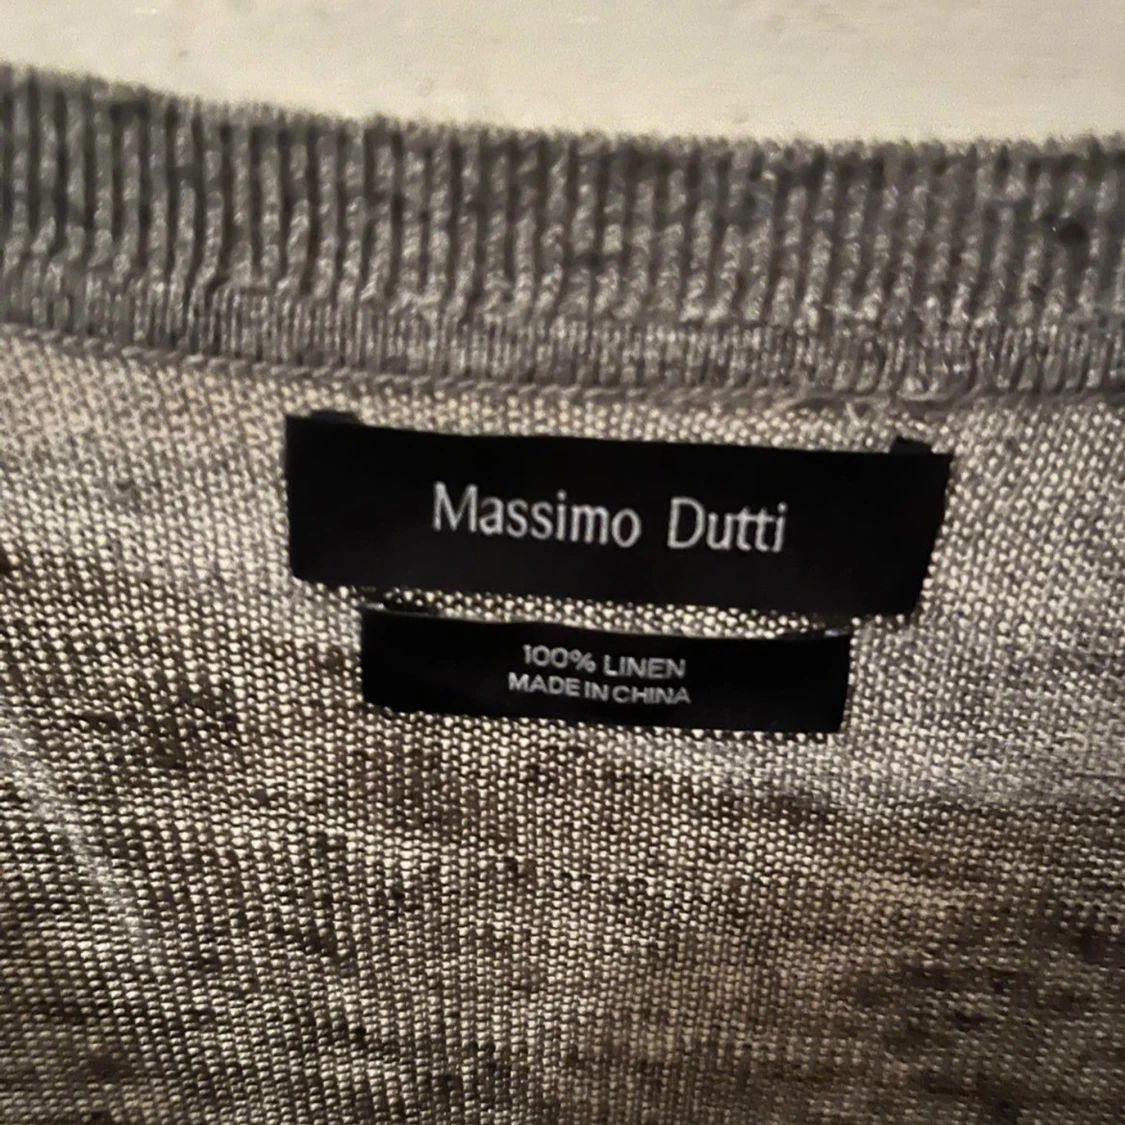 Massimo Dutti
100% LINEN
MADE IN CHINA